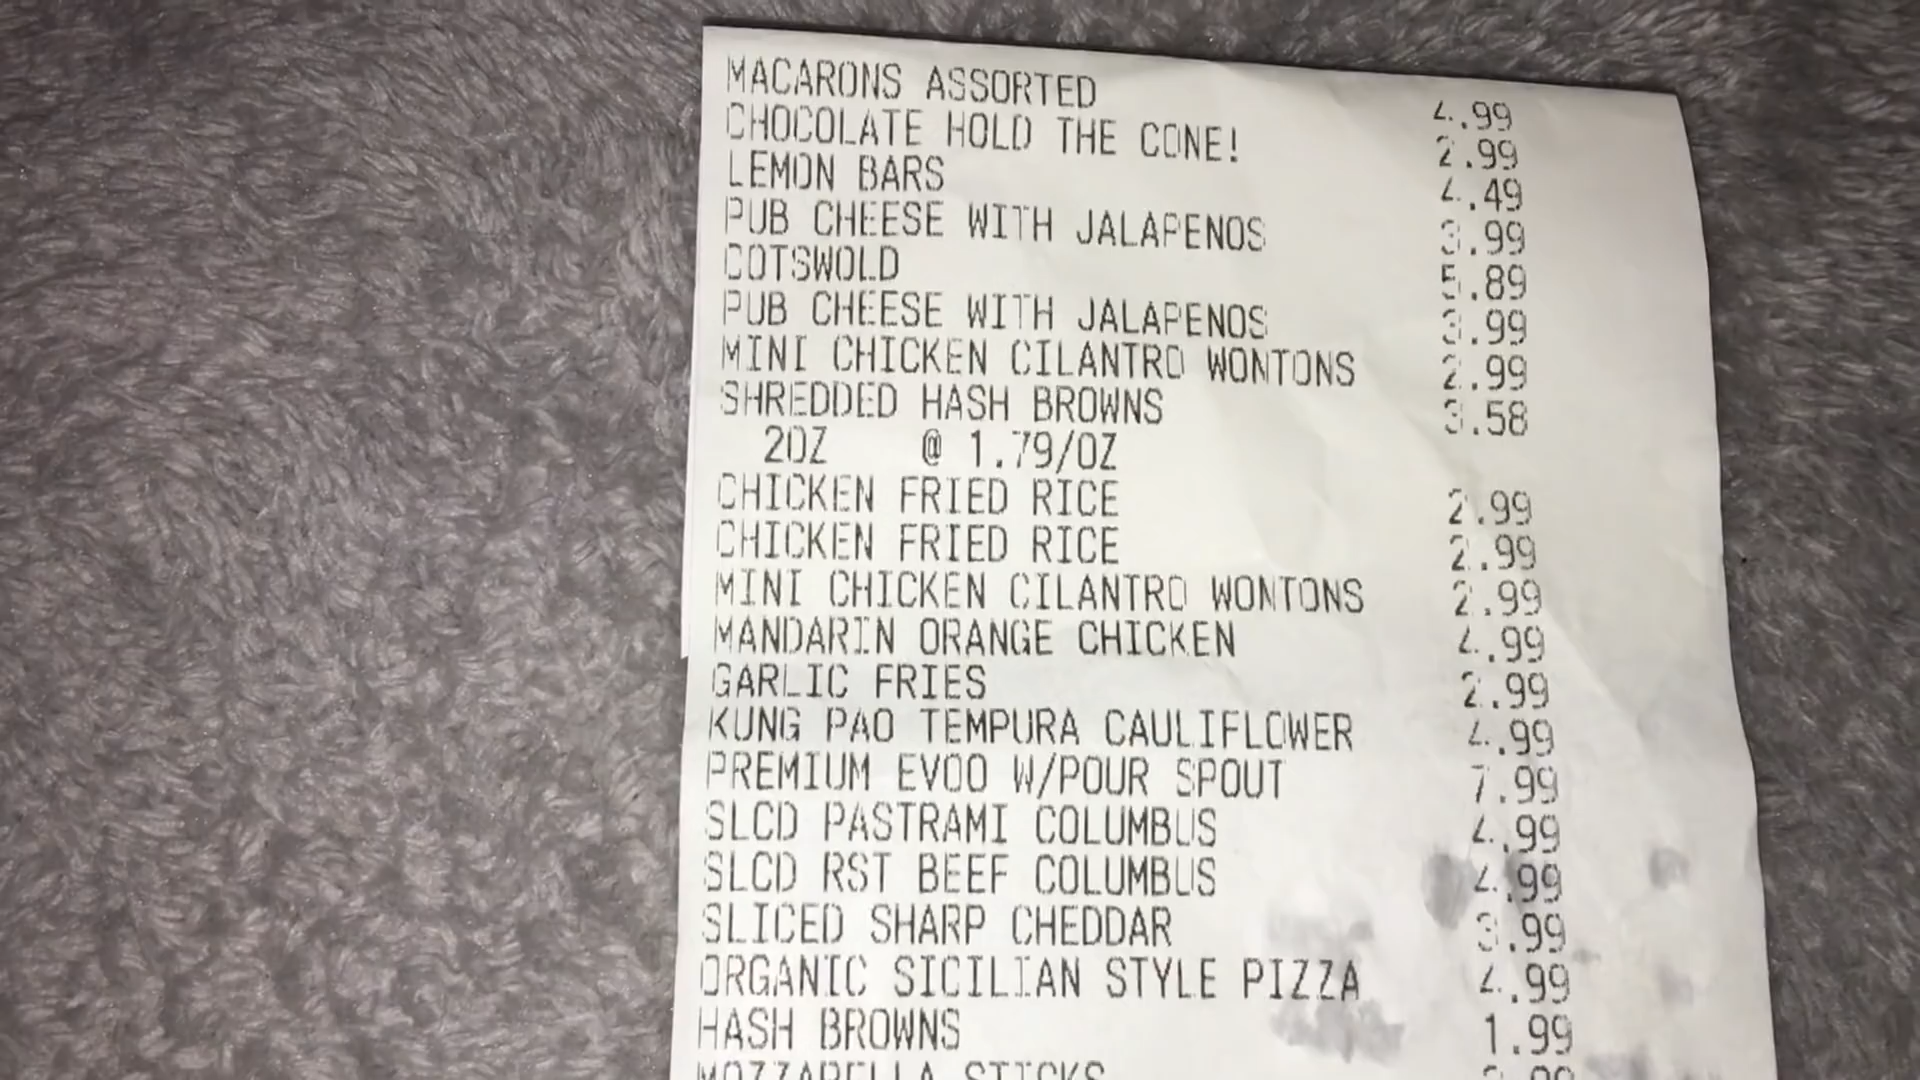 MACARONS ASSORTED 4.99
CHOCOLATE HOLD THE CONE! 2.99
LEMON BARS 4.49
PUB CHEESE WITH JALAPENOS 3.99
COTSWOLD 5.89
PUB CHEESE WITH JALAPENOS 3.99
MINI CHICKEN CILANTRO WONTONS 2.99
SHREDDED HASH BROWNS 3.58
2OZ @ 1.79/OZ
CHICKEN FRIED RICE 2.99
CHICKEN FRIED RICE 2.99
MINI CHICKEN CILANTRO WONTONS 2.99
MANDARIN ORANGE CHICKEN 4.99
GARLIC FRIES 2.99
KUNG PAO TEMPURA CAULIFLOWER 4.99
PREMIUM EVOO W/POUR SPOUT 7.99
SLCD PASTRAMI COLUMBUS 4.99
SLCD RST BEEF COLUMBUS 4.99
SLICED SHARP CHEDDAR 3.99
ORGANIC SICILIAN STYLE PIZZA 4.99
HASH BROWNS 1.99
MOZZARELLA STICKS